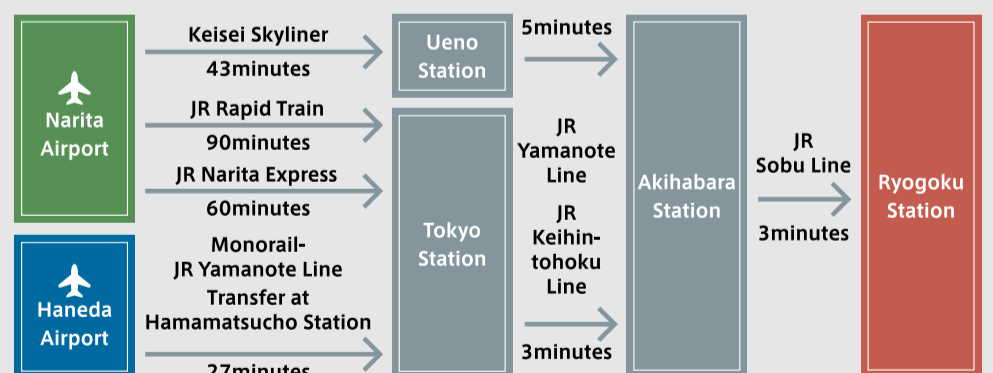 Narita
Airport
Keisei Skyliner
43minutes
JR Rapid Train
90minutes
JR Narita Express
60minutes
Haneda
Airport
Monorail-
JR Yamanote Line
Transfer at
Hamamatsucho Station
27minutes
Ueno
Station
Tokyo
Station
5minutes
JR
Yamanote
Line
JR
Keihin-
tohoku
Line
3minutes
Akihabara
Station
JR
Sobu Line
3minutes
Ryogoku
Station